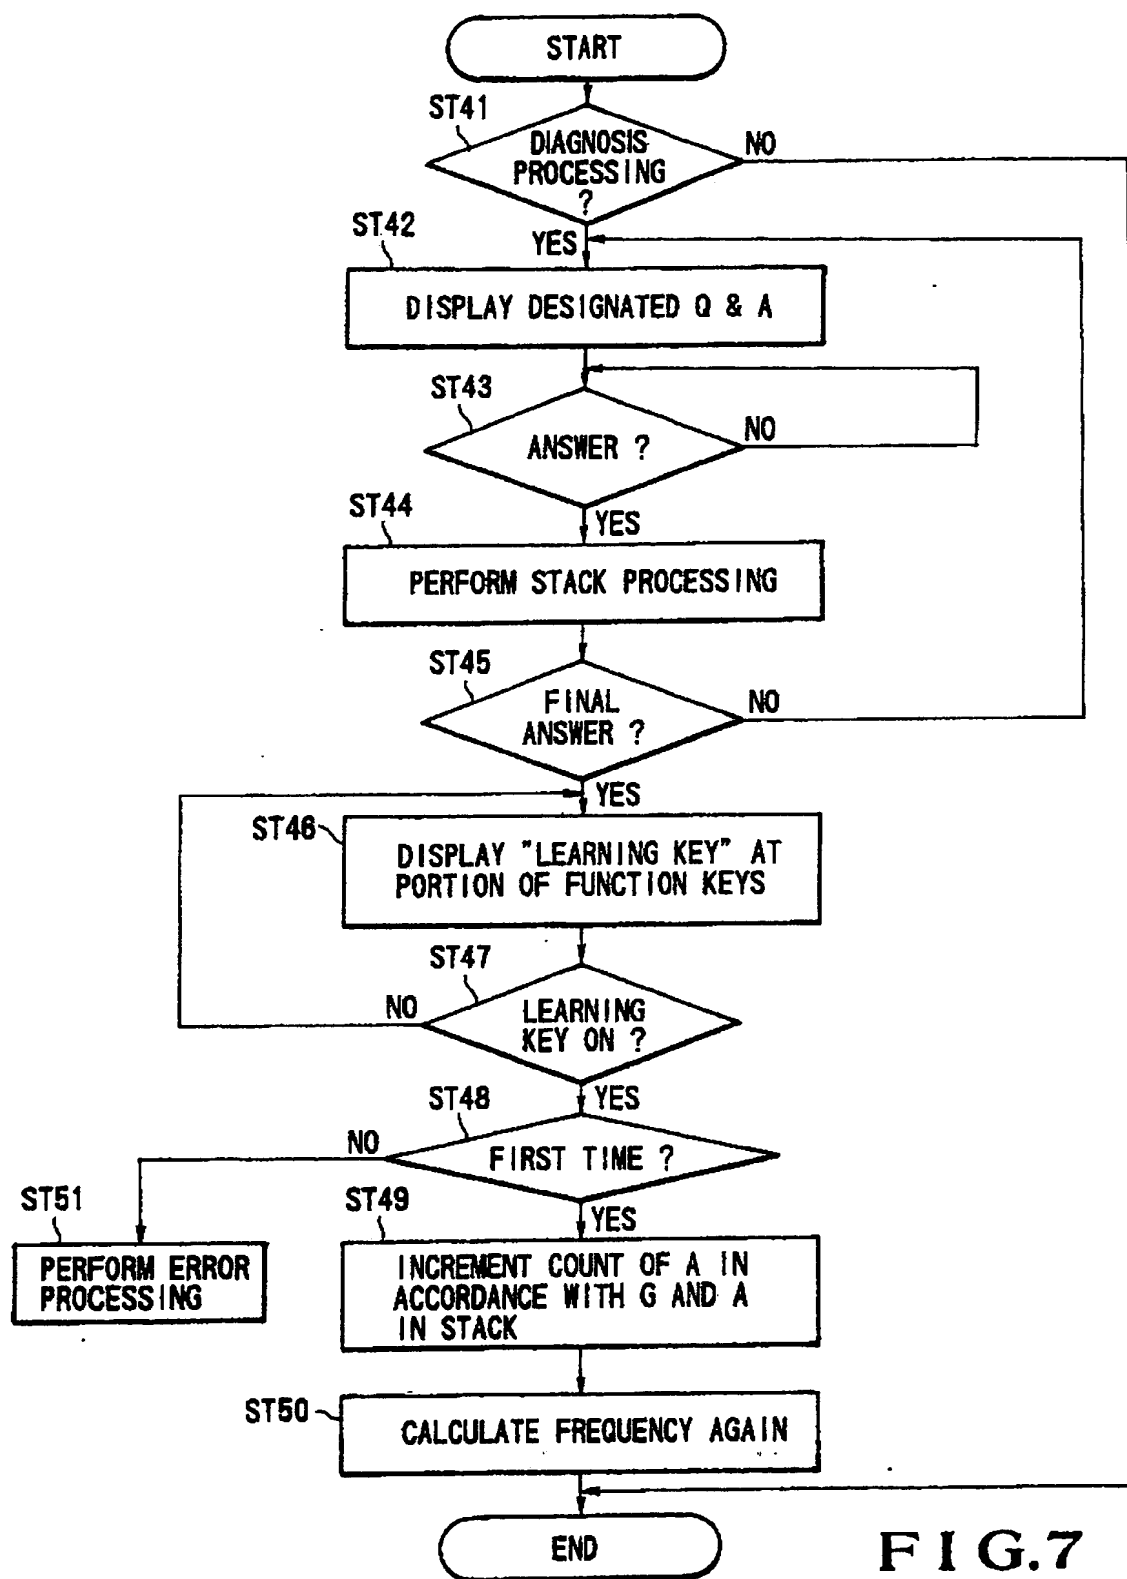 START
ST41
DIAGNOSIS
PROCESSING
?
NO
YES
ST42
DISPLAY DESIGNATED Q & A
ST43
ANSWER ?
NO
YES
ST44
PERFORM STACK PROCESSING
ST45
FINAL
ANSWER ?
NO
YES
ST46
DISPLAY "LEARNING KEY" AT
PORTION OF FUNCTION KEYS
ST47
LEARNING
KEY ON ?
NO
YES
ST48
FIRST TIME ?
NO
YES
ST51
PERFORM ERROR
PROCESSING
ST49
INCREMENT COUNT OF A IN
ACCORDANCE WITH G AND A
IN STACK
ST50
CALCULATE FREQUENCY AGAIN
END
FIG.7